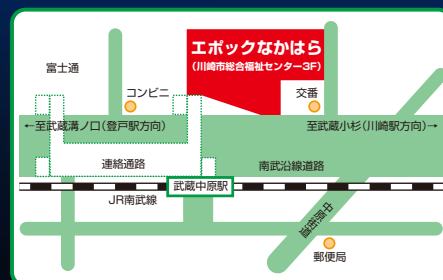 エポックなかはら
(川崎市総合福祉センター3F)
富士通
コンビニ
交番
←至武蔵溝ノ口(登戸駅方向)
至武蔵小杉(川崎駅方向)→
連絡通路
南武沿線道路
武蔵中原駅
JR南武線
中原街道
郵便局